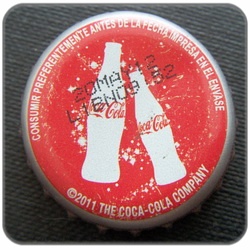 CONSUMIR PREFERENTEMENTE ANTES DE LA FECHA IMPRESA EN EL ENVASE
Coca-Cola
Coca-Cola
©2011 THE COCA-COLA COMPANY